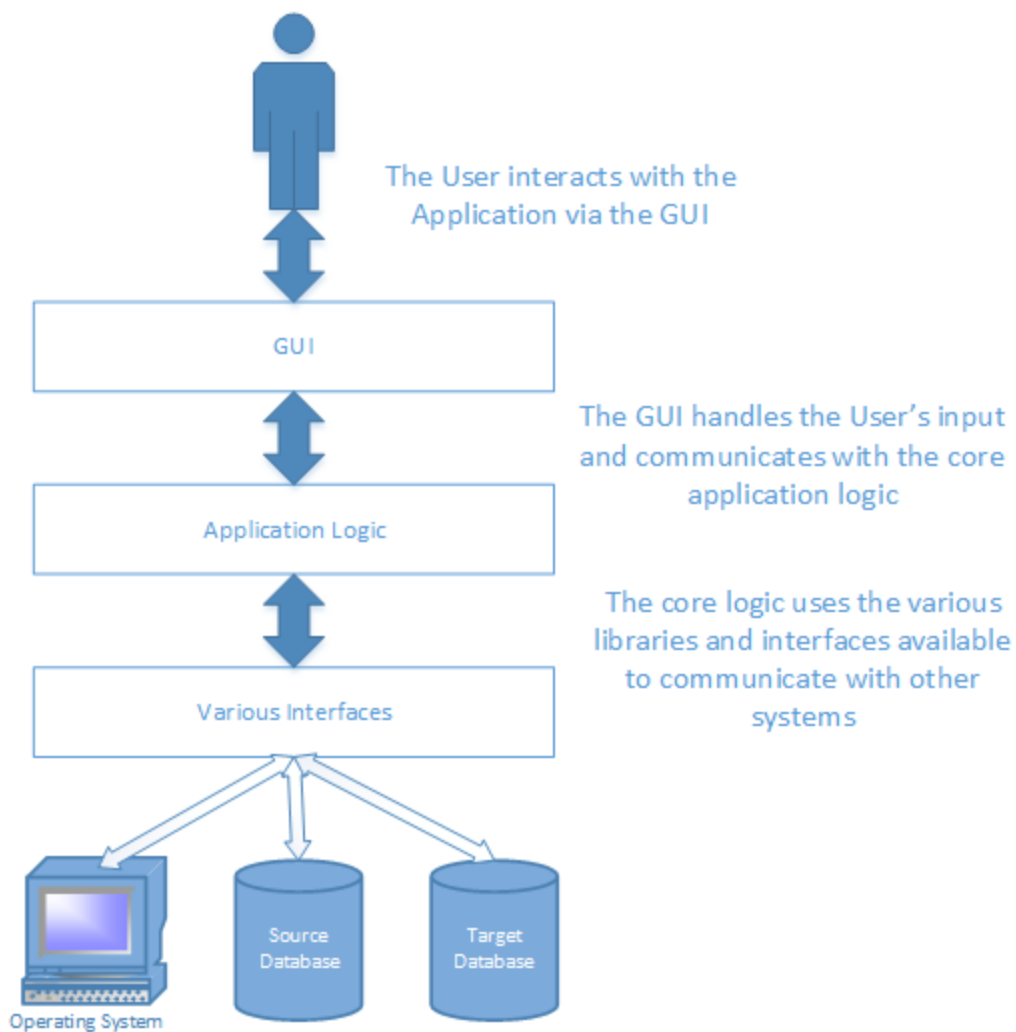 The User interacts with the
Application via the GUI
GUI
The GUI handles the User’s input
and communicates with the core
application logic
Application Logic
The core logic uses the various
libraries and interfaces available
to communicate with other
systems
Various Interfaces
Source
Database
Target
Database
Operating System